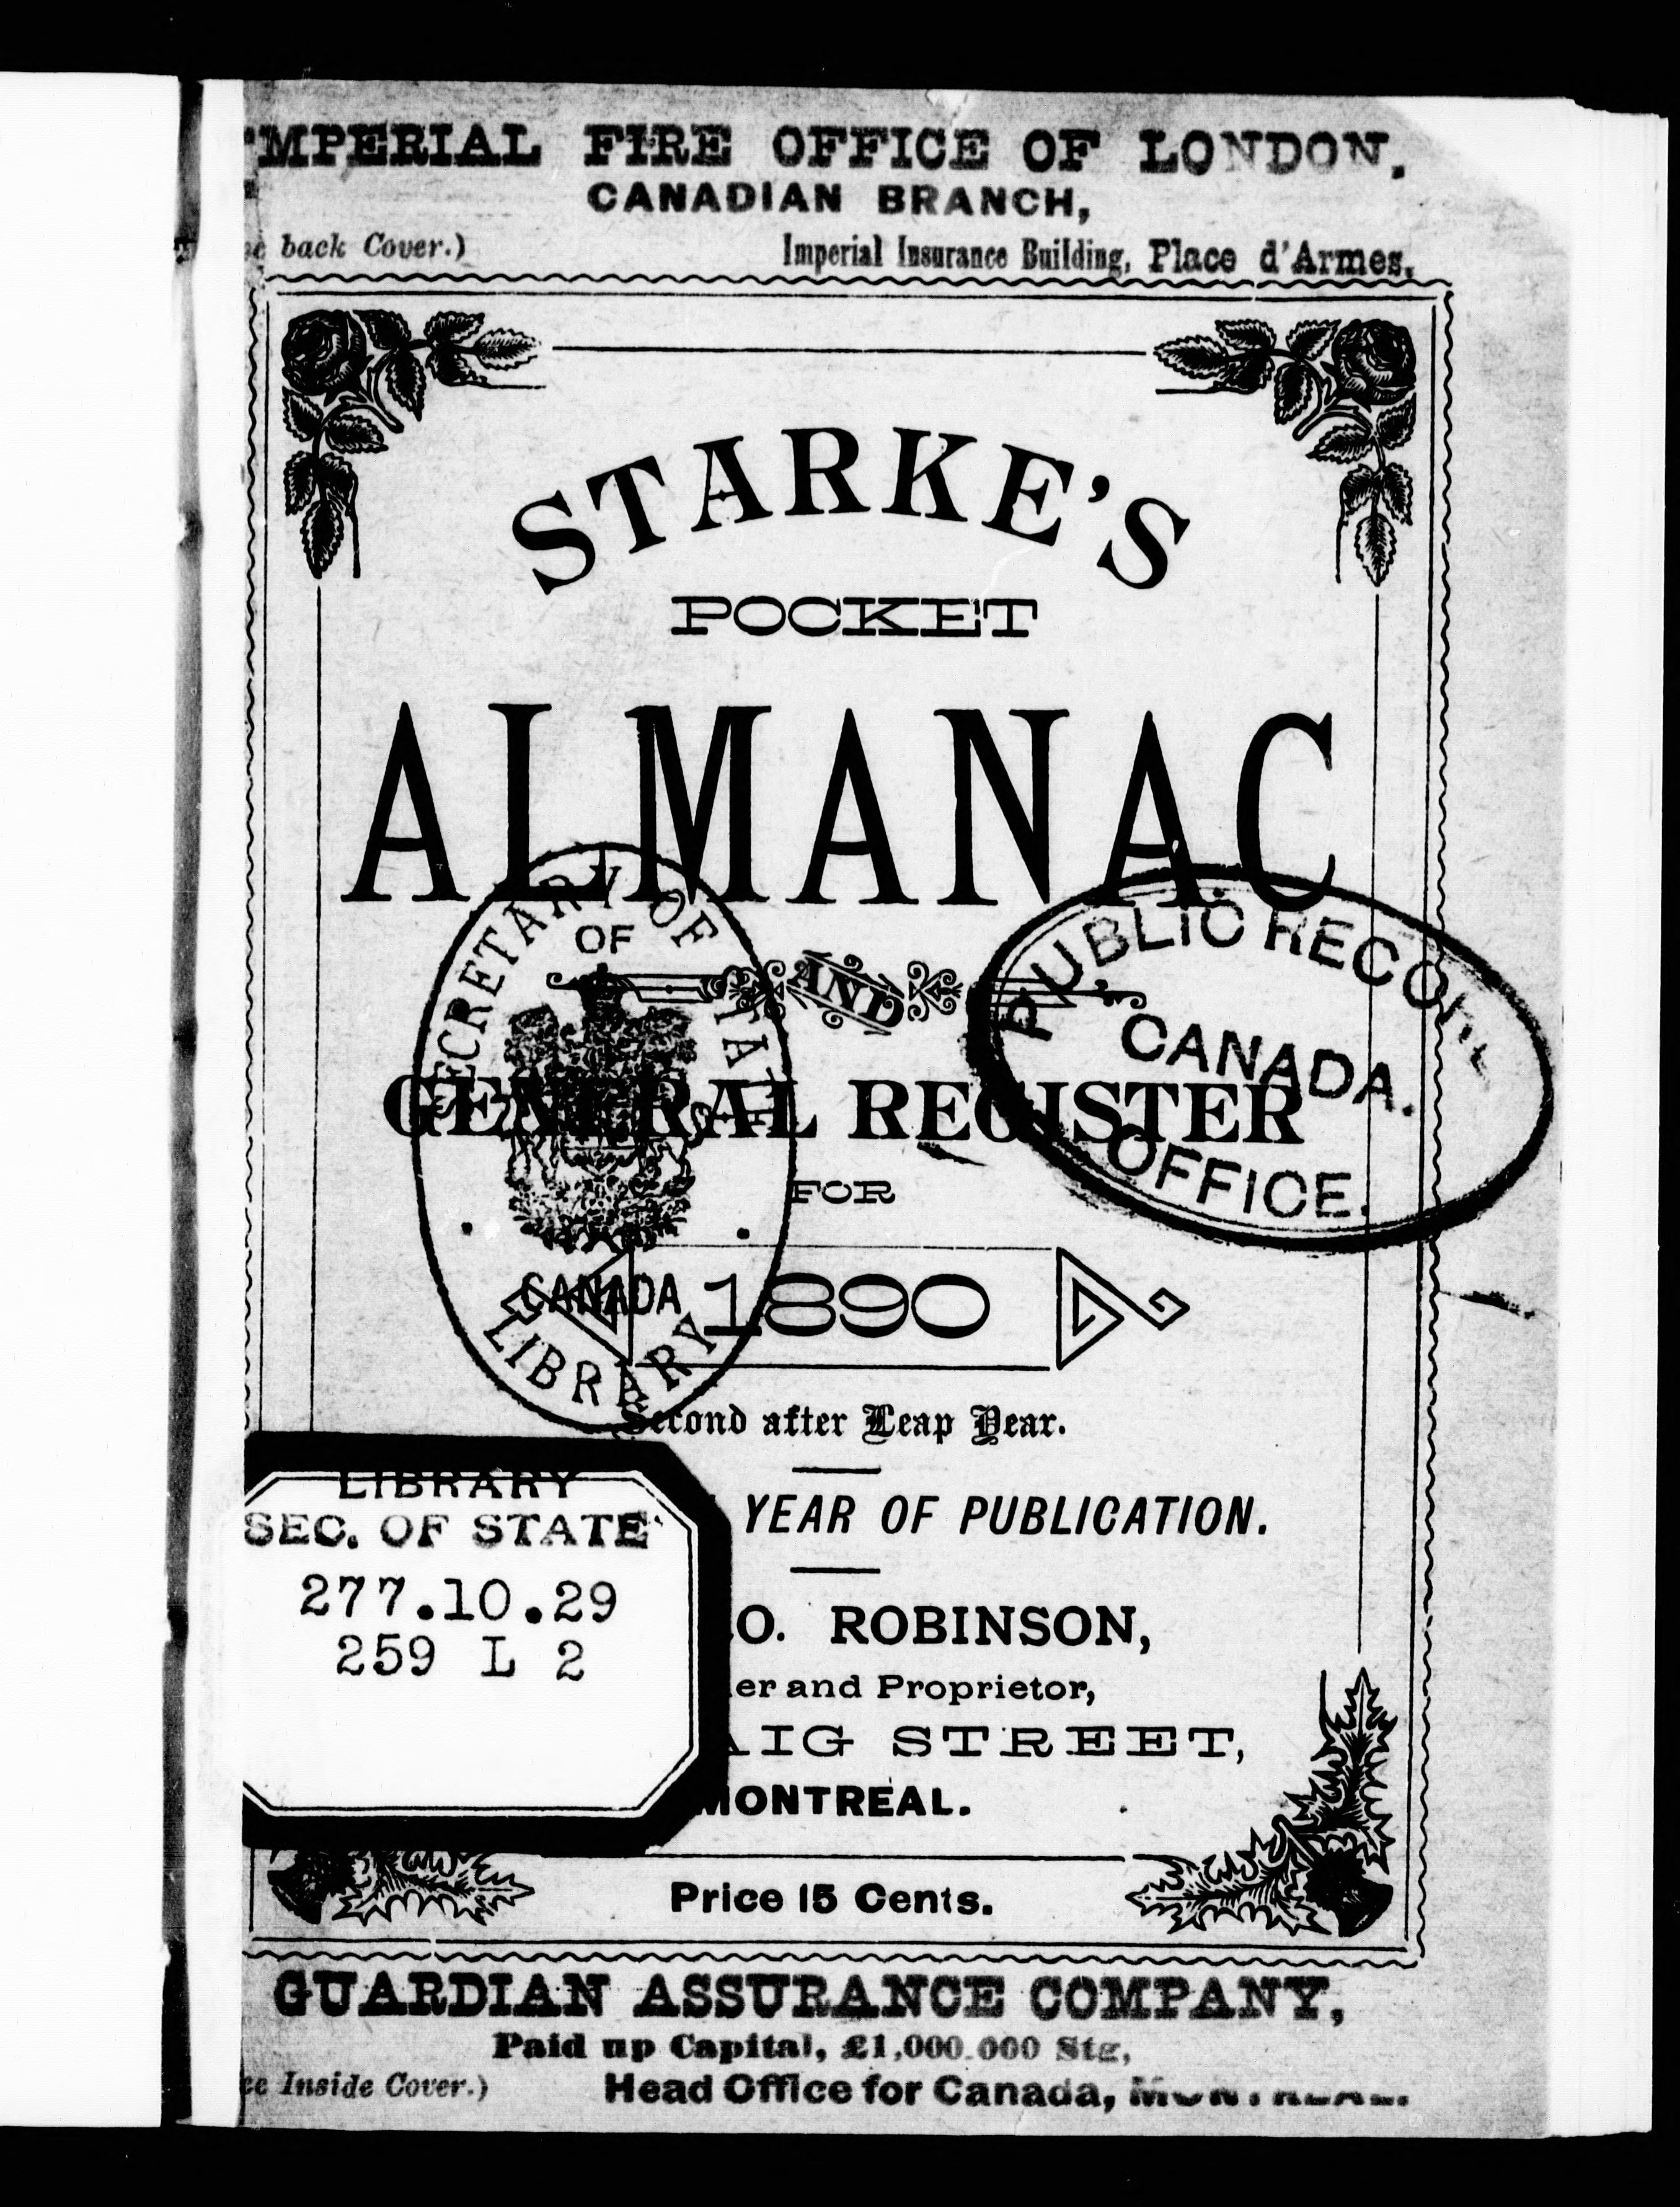 IMPERIAL FIRE OFFICE OF LONDON.
CANADIAN BRANCH,
back Cover.) Imperial Insurance Building, Place d'Armes.
STARKE'S
POCKET
ALMANAC
AND
GENERAL REGISTER
FOR
1890
Second after Leap Year.
YEAR OF PUBLICATION.
O. ROBINSON,
er and Proprietor,
AIG STREET,
MONTREAL.
Price 15 Cents.
GUARDIAN ASSURANCE COMPANY,
Paid up Capital, £1,000.000 Stg,
Inside Cover.) Head Office for Canada, MONTREAL.
SECRETARY OF STATE
OF
CANADA
LIBRARY
PUBLIC RECOR
CANADA.
OFFICE.
LIBRARY
SEC. OF STATE
277.10.29
259 L 2